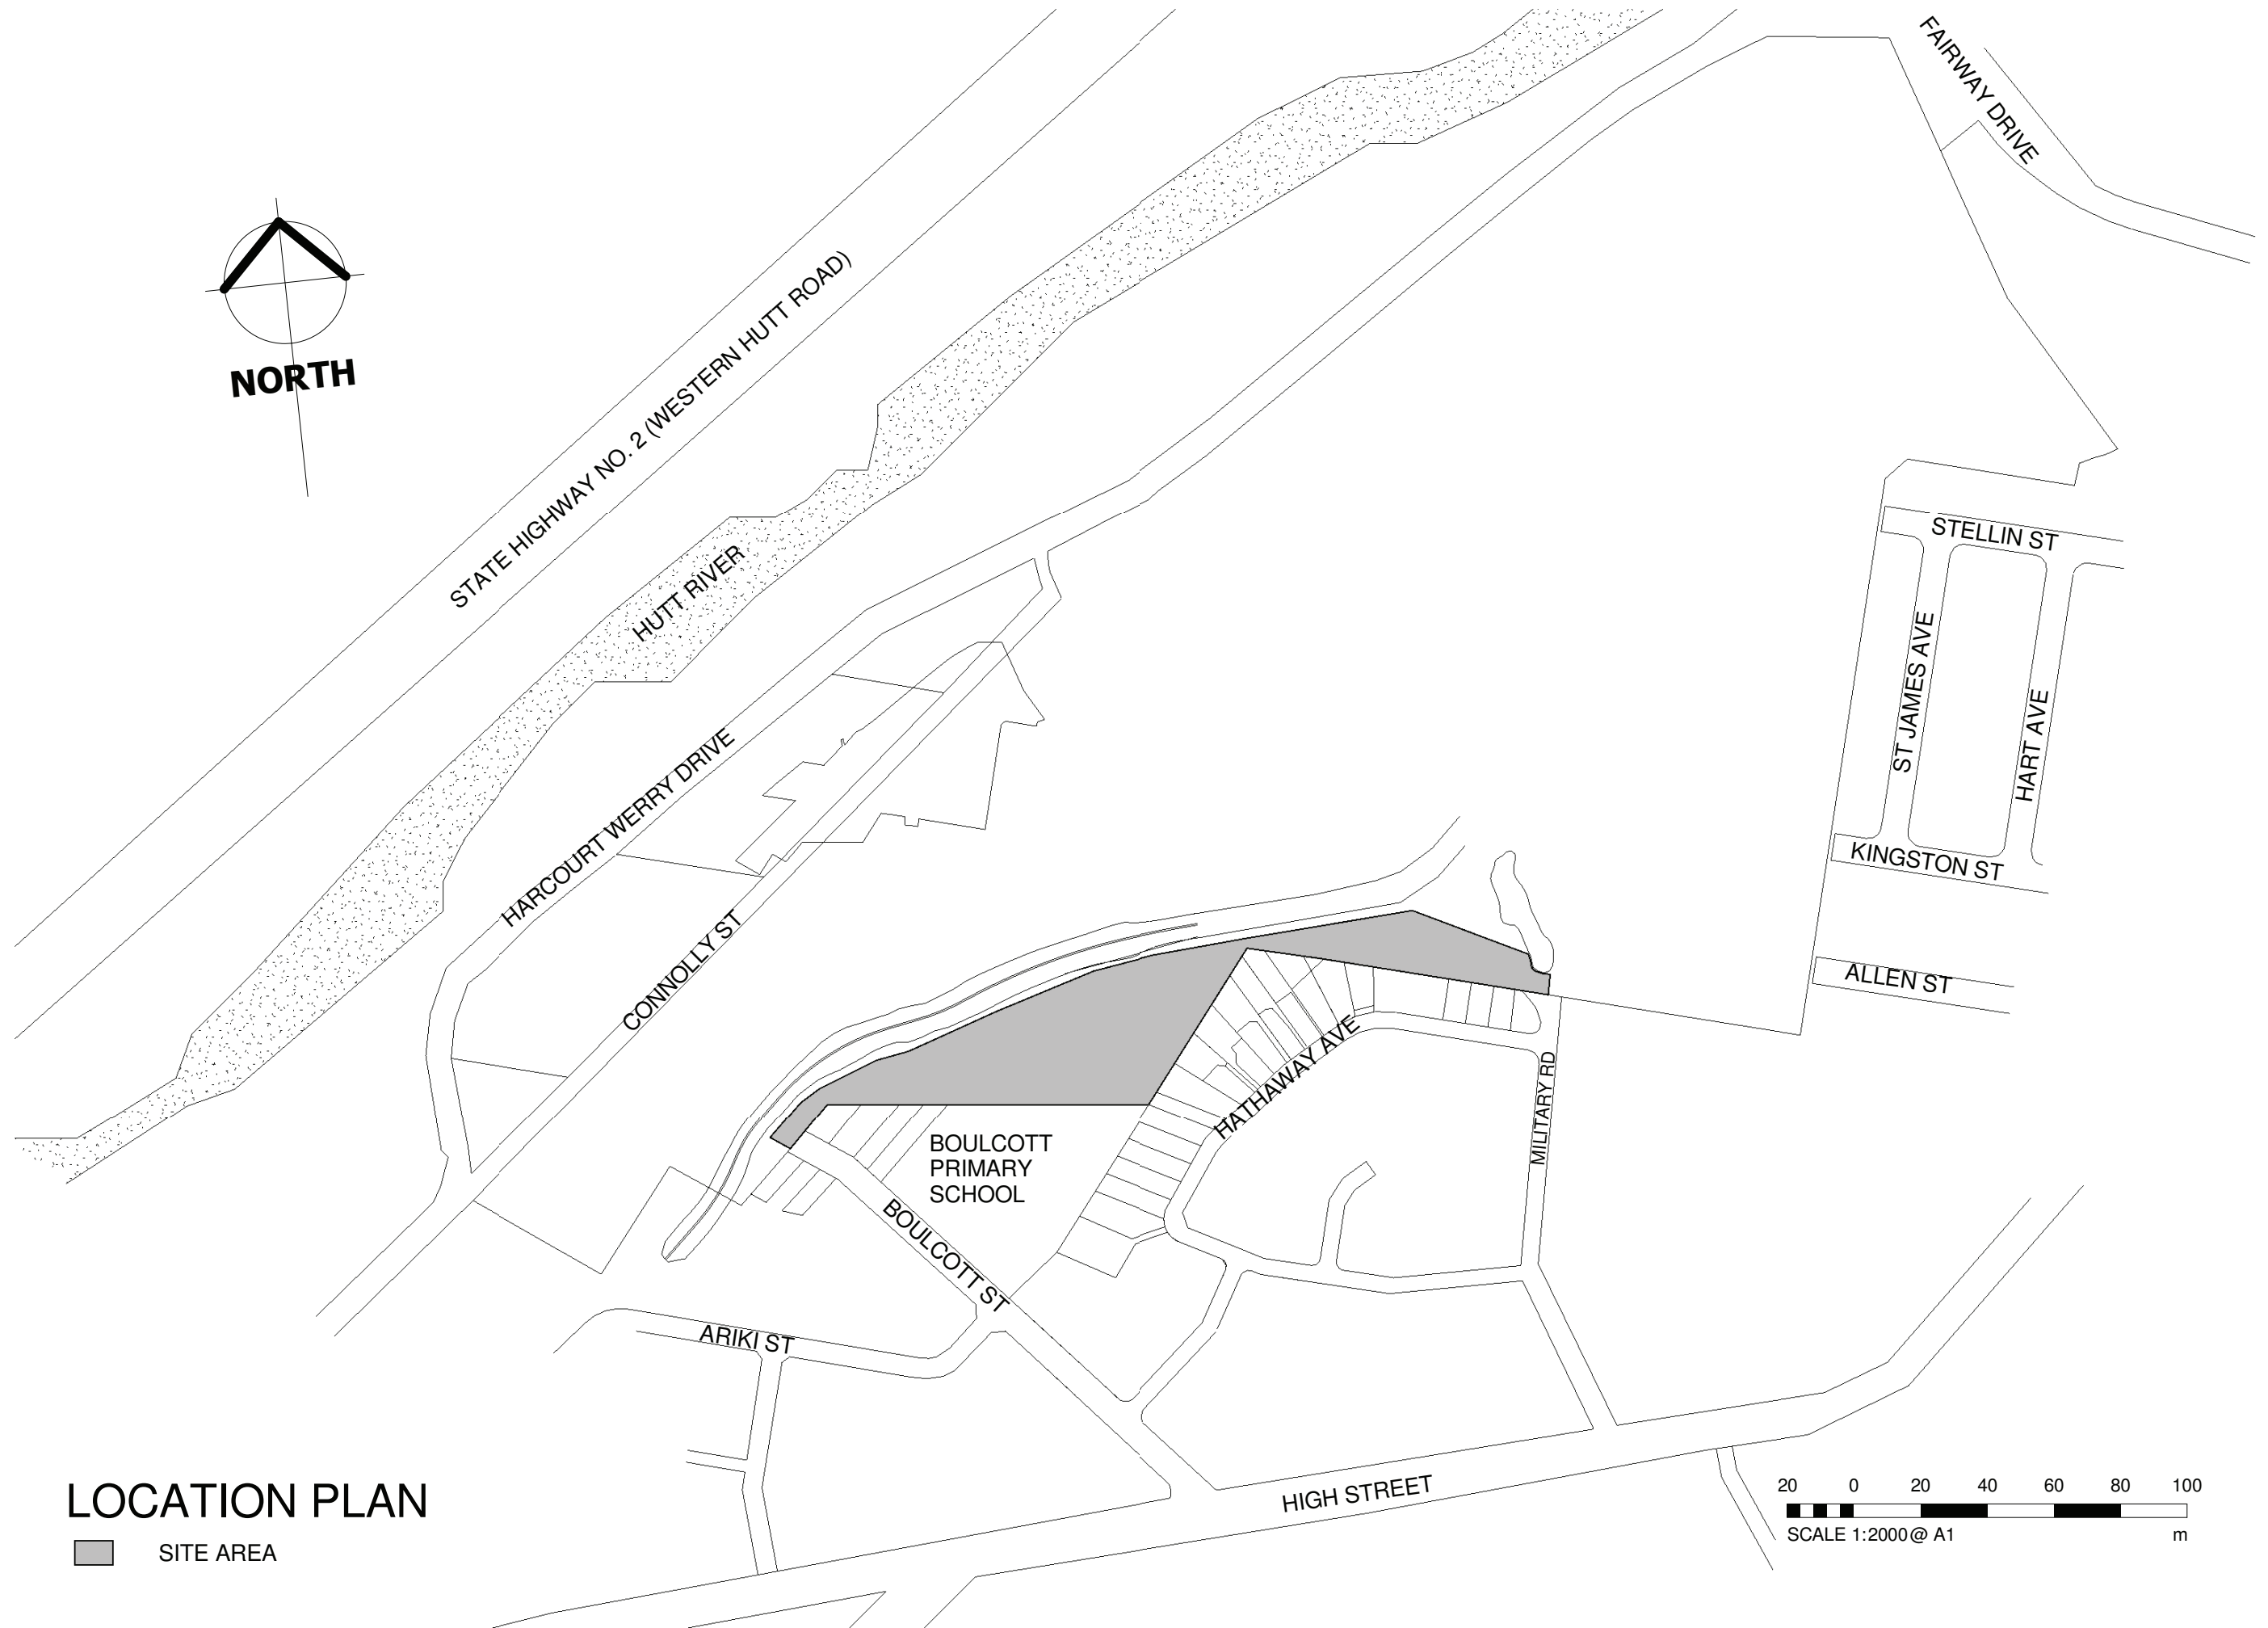 FAIRWAY DRIVE
STATE HIGHWAY NO. 2 (WESTERN HUTT ROAD)
NORTH
HUTT RIVER
STELLIN ST
ST JAMES AVE
HART AVE
HARCOURT WERRY DRIVE
KINGSTON ST
CONNOLLY ST
ALLEN ST
HATHAWAY AVE
MILITARY RD
BOULCOTT
PRIMARY
SCHOOL
BOULCOTT ST
ARIKI ST
HIGH STREET
LOCATION PLAN
SITE AREA
20 0 20 40 60 80 100
SCALE 1:2000@ A1 m